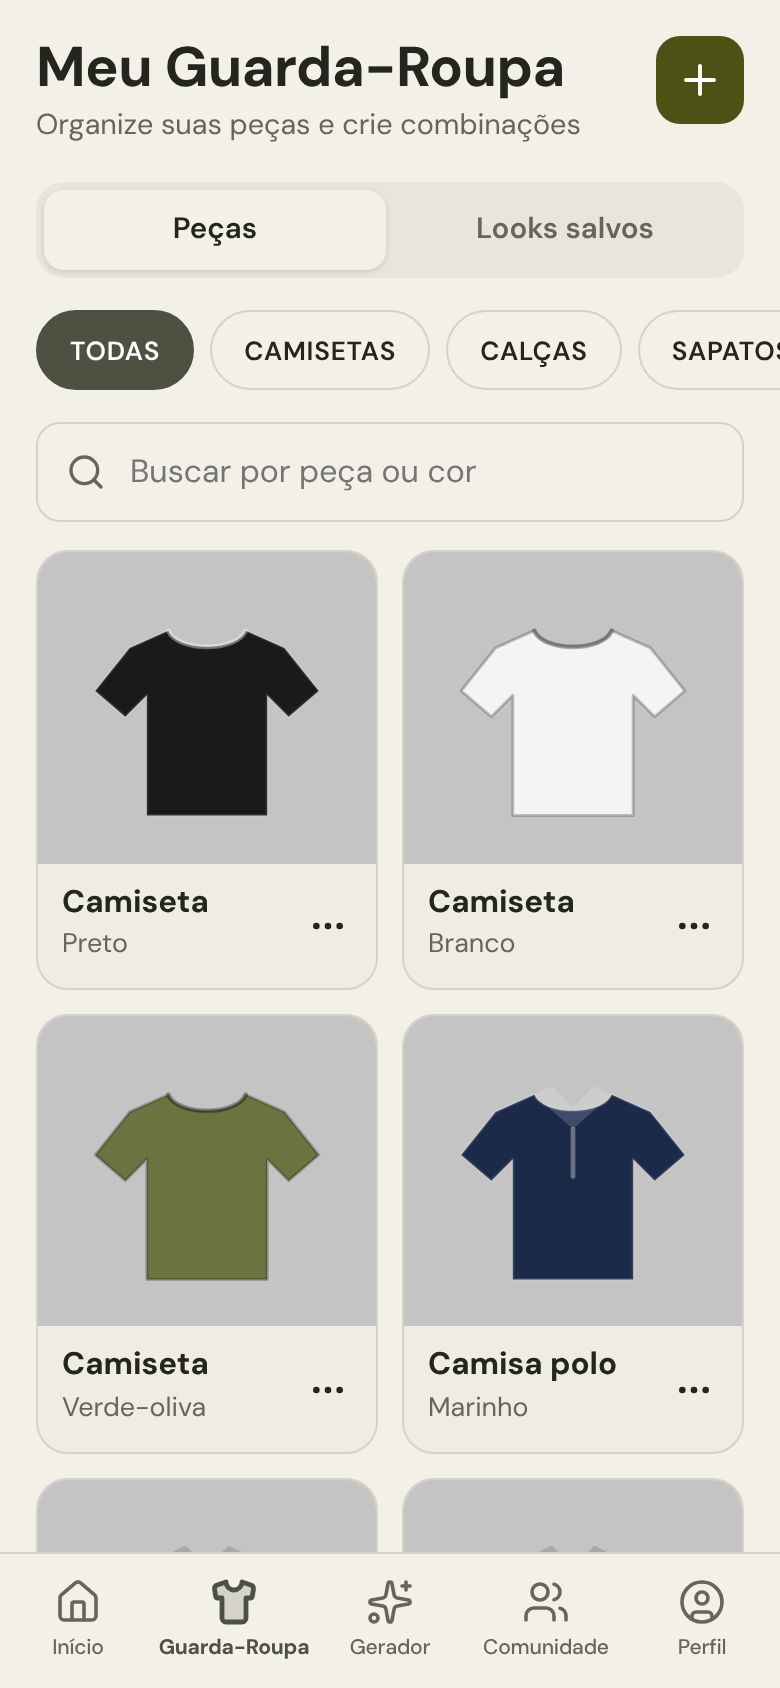 Meu Guarda-Roupa
Organize suas peças e crie combinações
Peças
Looks salvos
TODAS
CAMISETAS
CALÇAS
SAPATOS
Buscar por peça ou cor
Camiseta
Preto
Camiseta
Branco
Camiseta
Verde-oliva
Camisa polo
Marinho
Início
Guarda-Roupa
Gerador
Comunidade
Perfil